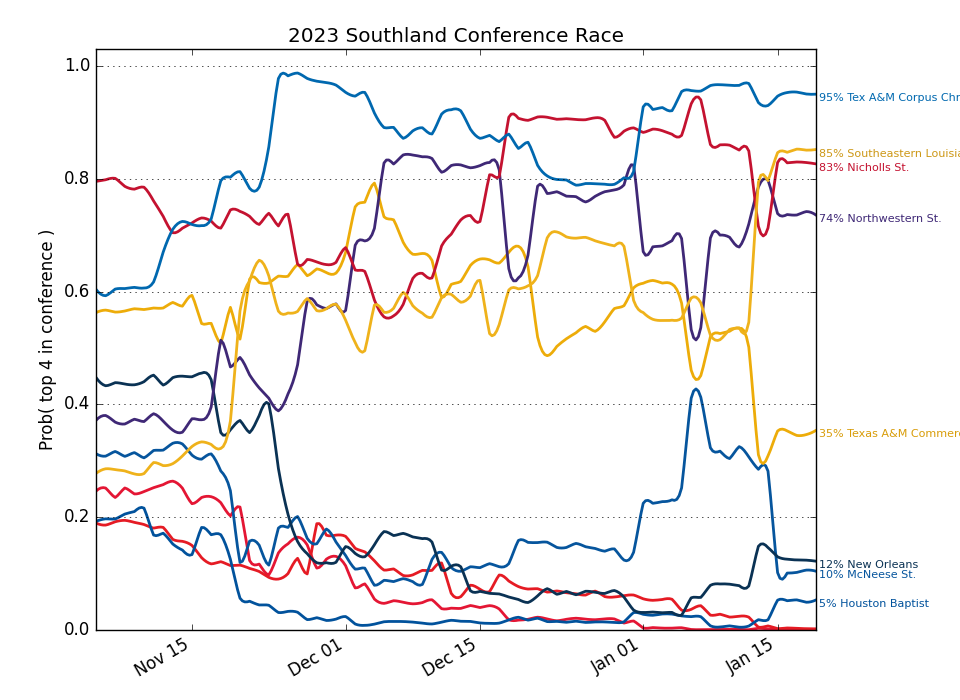 2023 Southland Conference Race
Prob( top 4 in conference )
1.0
0.8
0.6
0.4
0.2
0.0
Nov 15
Dec 01
Dec 15
Jan 01
Jan 15
95% Tex A&M Corpus Chr
85% Southeastern Louisia
83% Nicholls St.
74% Northwestern St.
35% Texas A&M Commerce
12% New Orleans
10% McNeese St.
5% Houston Baptist